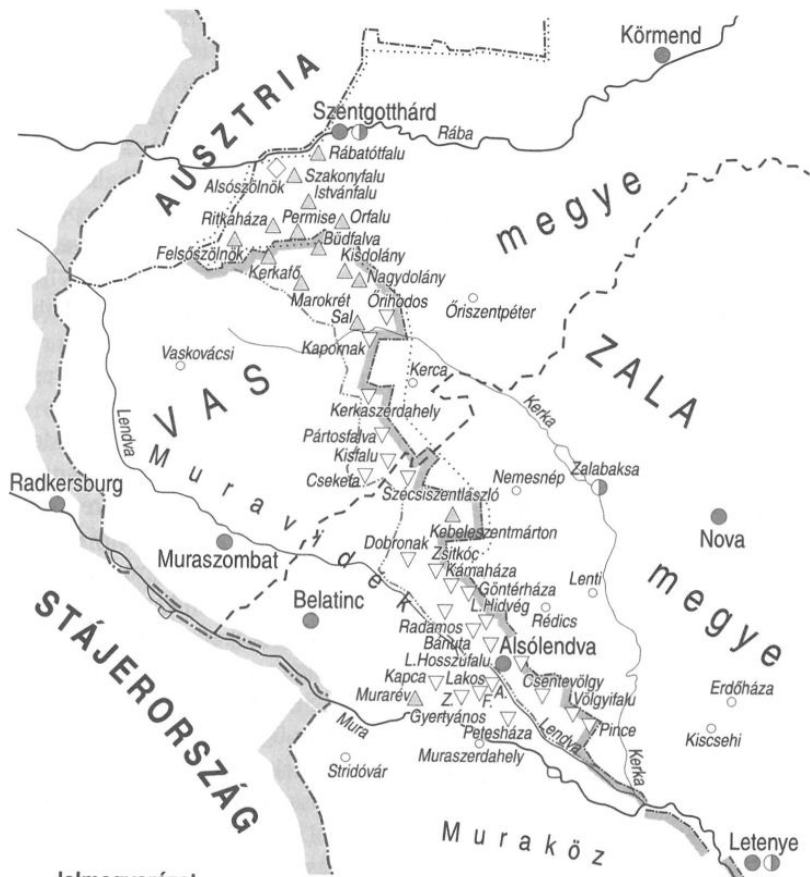 Körmend
AUSZTRIA
Szentgotthárd
Rába
Rábatótfalu
Alsószölnök
Szakonyfalu
Istvánfalu
megye
Ritkaháza
Permise
Orfalu
Büdfalva
Felsőszölnök
Kisdolány
Kerkafő
Nagydolány
Marokrét
Őrihodos
Őriszentpéter
Sal
Kapornak
ZALA
Vaskovácsi
VAS
Kerca
Kerkaszerdahely
Kerka
Lendva
Pártosfalva
Kisfalu
Cseketa
Muravidék
Radkersburg
Szécsiszentlászló
Nemesnép
Zalabaksa
Kebeleszentmárton
Nova
Muraszombat
Dobronak
Zsitkóc
Kámaháza
Göntérháza
Lenti
megye
Belatinc
L.Hidvég
Rédics
STÁJERORSZÁG
Radamos
Bánuta
Alsólendva
L.Hosszúfalu
Kapca
Lakos
Csentevölgy
Erdőháza
Murarév
Z.
F.
A.
Völgyifalu
Gyertyános
Mura
Petesháza
Lendva
Pince
Kiscsehi
Stridóvár
Muraszerdahely
Kerka
Muraköz
Letenye